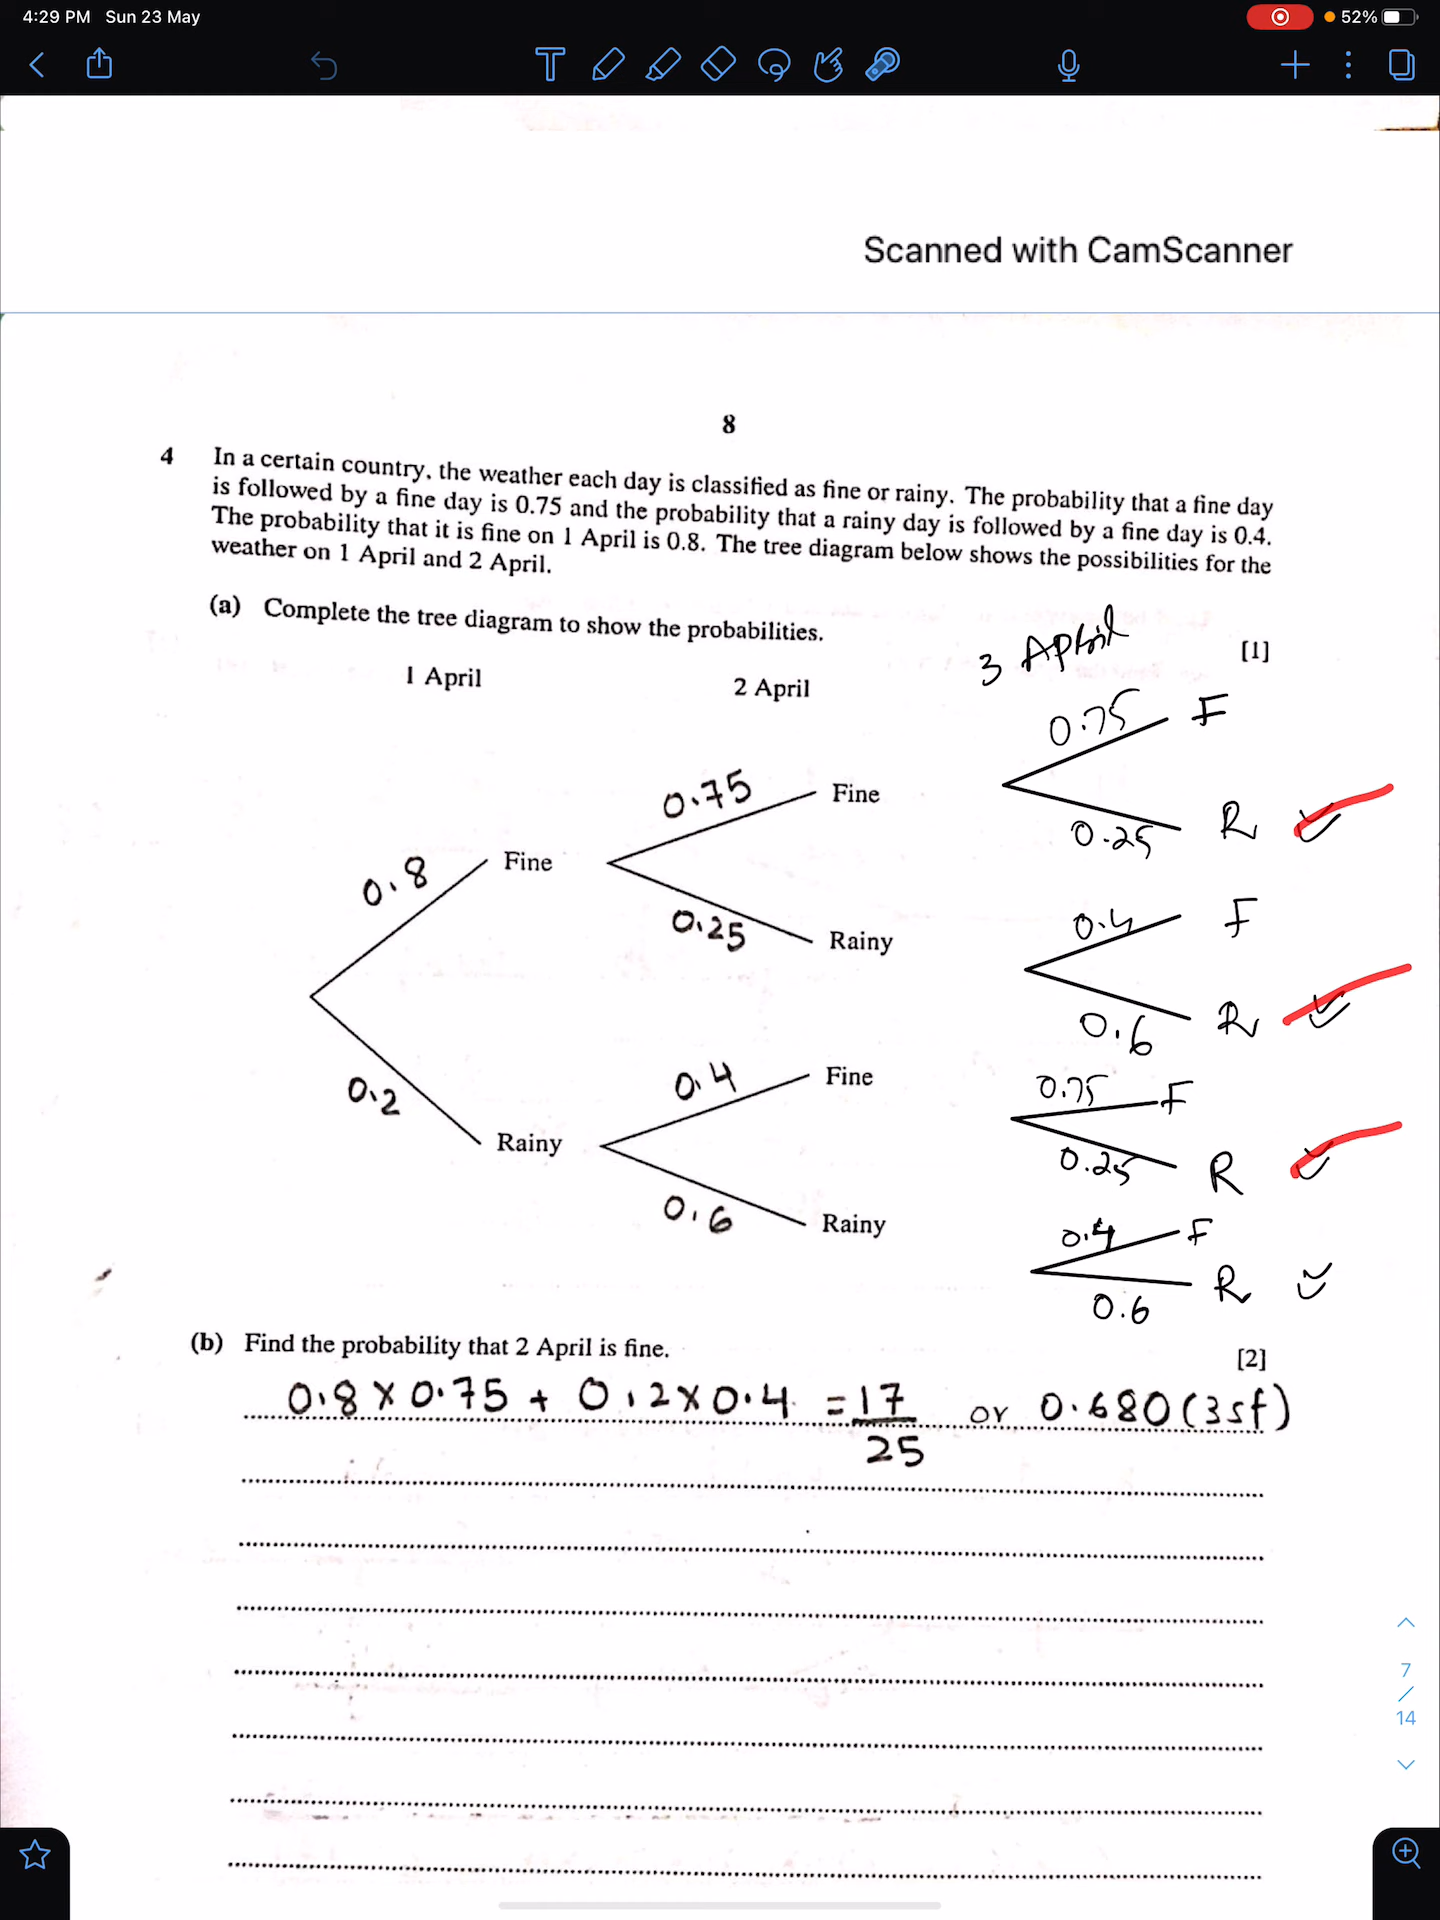 4:29 PM Sun 23 May
52%
Scanned with CamScanner
8
4 In a certain country, the weather each day is classified as fine or rainy. The probability that a fine day
is followed by a fine day is 0.75 and the probability that a rainy day is followed by a fine day is 0.4.
The probability that it is fine on 1 April is 0.8. The tree diagram below shows the possibilities for the
weather on 1 April and 2 April.
(a) Complete the tree diagram to show the probabilities.
[1]
1 April
2 April
3 April
0.75
F
0.75
Fine
0.25
R
0.8
Fine
0.25
Rainy
0.4
F
0.6
R
0.2
Rainy
0.4
Fine
0.75
F
0.25
R
0.6
Rainy
0.4
F
R
0.6
(b) Find the probability that 2 April is fine.
[2]
0.8 x 0.75 + 0.2 x 0.4 = 17/25 or 0.680 (3sf)
7
/
14